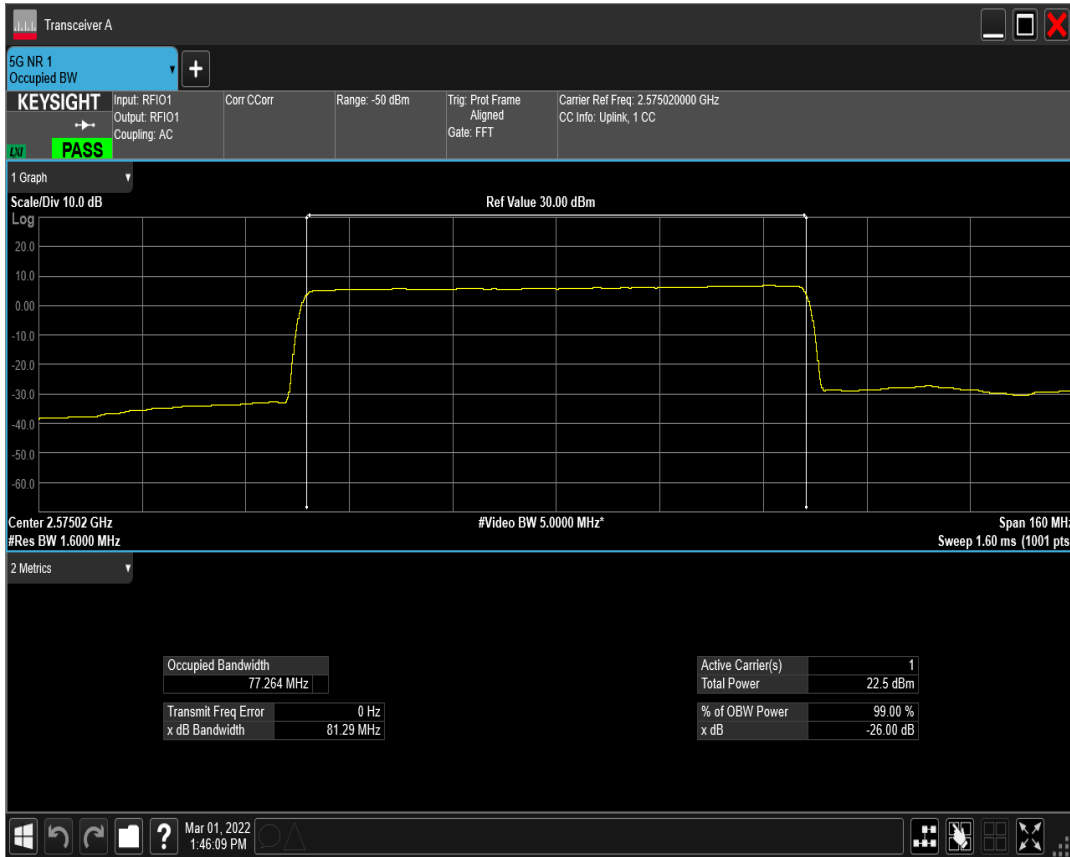 Transceiver A
5G NR 1
Occupied BW
+
KEYSIGHT
LXI
PASS
Input: RFIO1
Output: RFIO1
Coupling: AC
Corr CCorr
Range: -50 dBm
Trig: Prot Frame
Aligned
Gate: FFT
Carrier Ref Freq: 2.575020000 GHz
CC Info: Uplink, 1 CC
1 Graph
Scale/Div 10.0 dB
Ref Value 30.00 dBm
Log
20.0
10.0
0.00
-10.0
-20.0
-30.0
-40.0
-50.0
-60.0
Center 2.57502 GHz
#Video BW 5.0000 MHz*
Span 160 MHz
#Res BW 1.6000 MHz
Sweep 1.60 ms (1001 pts
2 Metrics
Occupied Bandwidth
77.264 MHz
Transmit Freq Error 0 Hz
x dB Bandwidth 81.29 MHz
Active Carrier(s) 1
Total Power 22.5 dBm
% of OBW Power 99.00 %
x dB -26.00 dB
?
Mar 01, 2022
1:46:09 PM